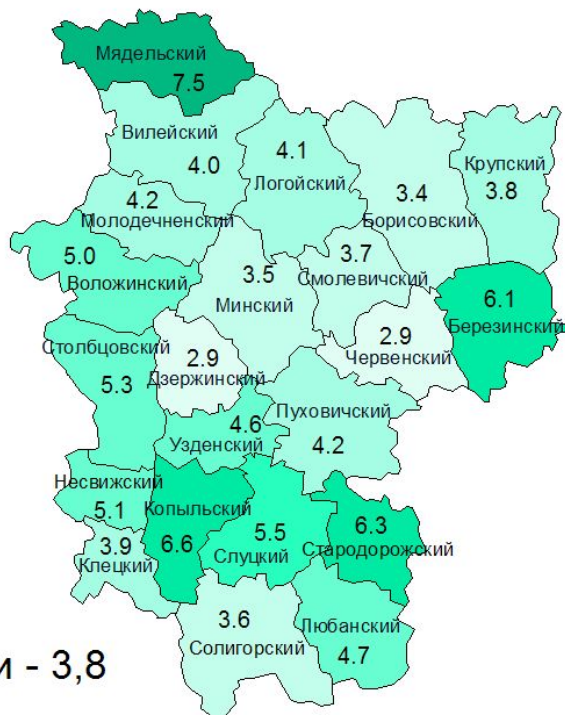 Мядельский
7.5
Вилейский
4.0
4.1
Логойский
Крупский
3.8
3.4
Борисовский
4.2
Молодечненский
5.0
Воложинский
3.5
Минский
3.7
Смолевичский
6.1
Березинский
2.9
Червенский
Столбцовский
5.3
2.9
Дзержинский
Пуховичский
4.2
4.6
Узденский
Несвижский
5.1
Копыльский
6.6
5.5
Слуцкий
6.3
Стародорожский
3.9
Клецкий
3.6
Солигорский
Любанский
4.7
и - 3,8